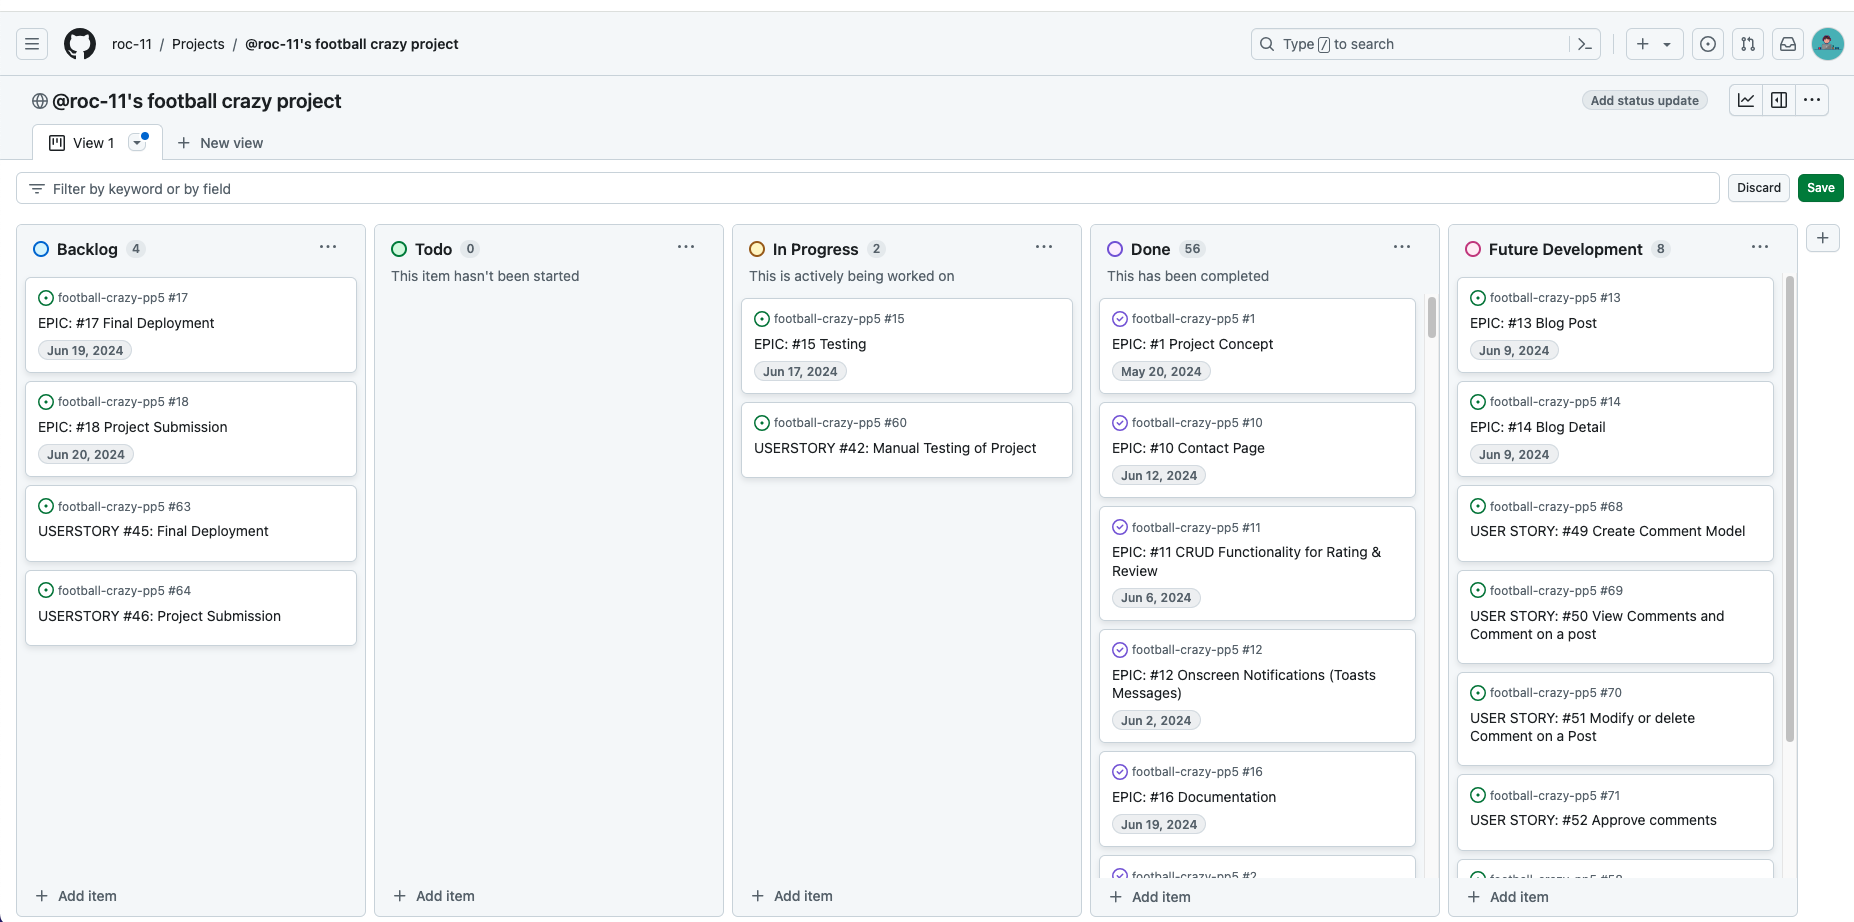 roc-11 / Projects / @roc-11's football crazy project
Type / to search
@roc-11's football crazy project
Add status update
View 1
New view
Filter by keyword or by field
Discard
Save
Backlog 4
football-crazy-pp5 #17
EPIC: #17 Final Deployment
Jun 19, 2024
football-crazy-pp5 #18
EPIC: #18 Project Submission
Jun 20, 2024
football-crazy-pp5 #63
USERSTORY #45: Final Deployment
football-crazy-pp5 #64
USERSTORY #46: Project Submission
Add item
Todo 0
This item hasn't been started
Add item
In Progress 2
This is actively being worked on
football-crazy-pp5 #15
EPIC: #15 Testing
Jun 17, 2024
football-crazy-pp5 #60
USERSTORY #42: Manual Testing of Project
Add item
Done 56
This has been completed
football-crazy-pp5 #1
EPIC: #1 Project Concept
May 20, 2024
football-crazy-pp5 #10
EPIC: #10 Contact Page
Jun 12, 2024
football-crazy-pp5 #11
EPIC: #11 CRUD Functionality for Rating &
Review
Jun 6, 2024
football-crazy-pp5 #12
EPIC: #12 Onscreen Notifications (Toasts
Messages)
Jun 2, 2024
football-crazy-pp5 #16
EPIC: #16 Documentation
Jun 19, 2024
football-crazy-pp5 #2
Add item
Future Development 8
football-crazy-pp5 #13
EPIC: #13 Blog Post
Jun 9, 2024
football-crazy-pp5 #14
EPIC: #14 Blog Detail
Jun 9, 2024
football-crazy-pp5 #68
USER STORY: #49 Create Comment Model
football-crazy-pp5 #69
USER STORY: #50 View Comments and
Comment on a post
football-crazy-pp5 #70
USER STORY: #51 Modify or delete
Comment on a Post
football-crazy-pp5 #71
USER STORY: #52 Approve comments
Add item